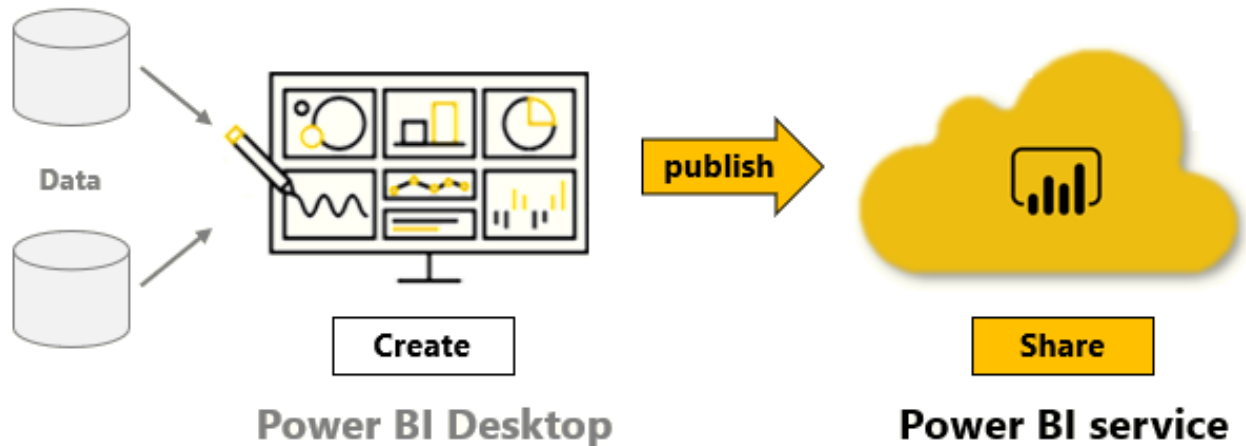 Data
publish
Create
Share
Power BI Desktop
Power BI service